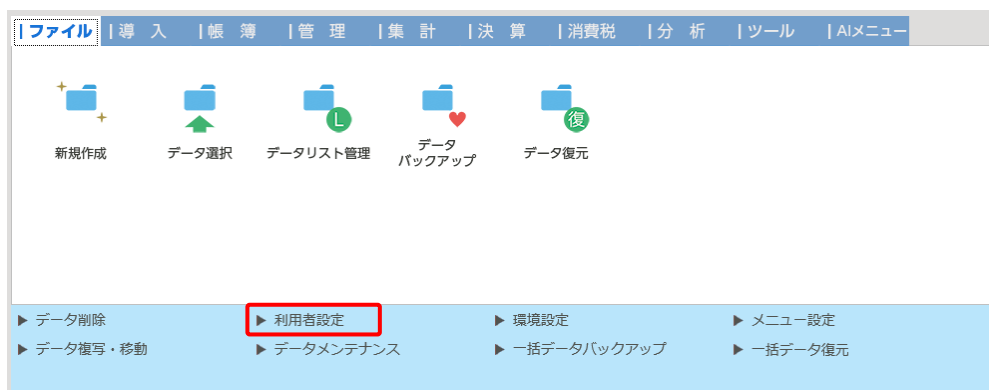 |ファイル |導 入 |帳 簿 |管 理 |集 計 |決 算 |消費税 |分 析 |ツール |AIメニュー
L 復
新規作成 データ選択 データリスト管理 データ データ復元
バックアップ
▶ データ削除 ▶ 利用者設定 ▶ 環境設定 ▶ メニュー設定
▶ データ複写・移動 ▶ データメンテナンス ▶ 一括データバックアップ ▶ 一括データ復元